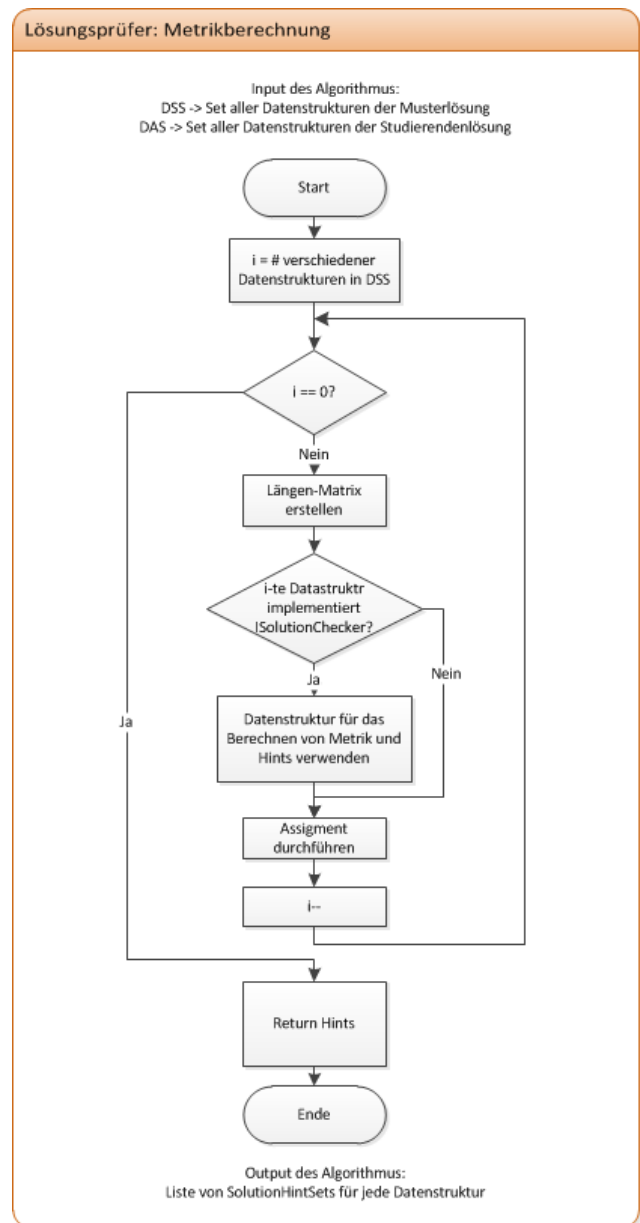 Lösungsprüfer: Metrikberechnung
Input des Algorithmus:
DSS -> Set aller Datenstrukturen der Musterlösung
DAS -> Set aller Datenstrukturen der Studierendenlösung
Start
i = # verschiedener
Datenstrukturen in DSS
i == 0?
Nein
Längen-Matrix
erstellen
i-te Datastruktr
implementiert
ISolutionChecker?
Nein
Ja
Ja
Datenstruktur für das
Berechnen von Metrik und
Hints verwenden
Assigment
durchführen
i--
Return Hints
Ende
Output des Algorithmus:
Liste von SolutionHintSets für jede Datenstruktur